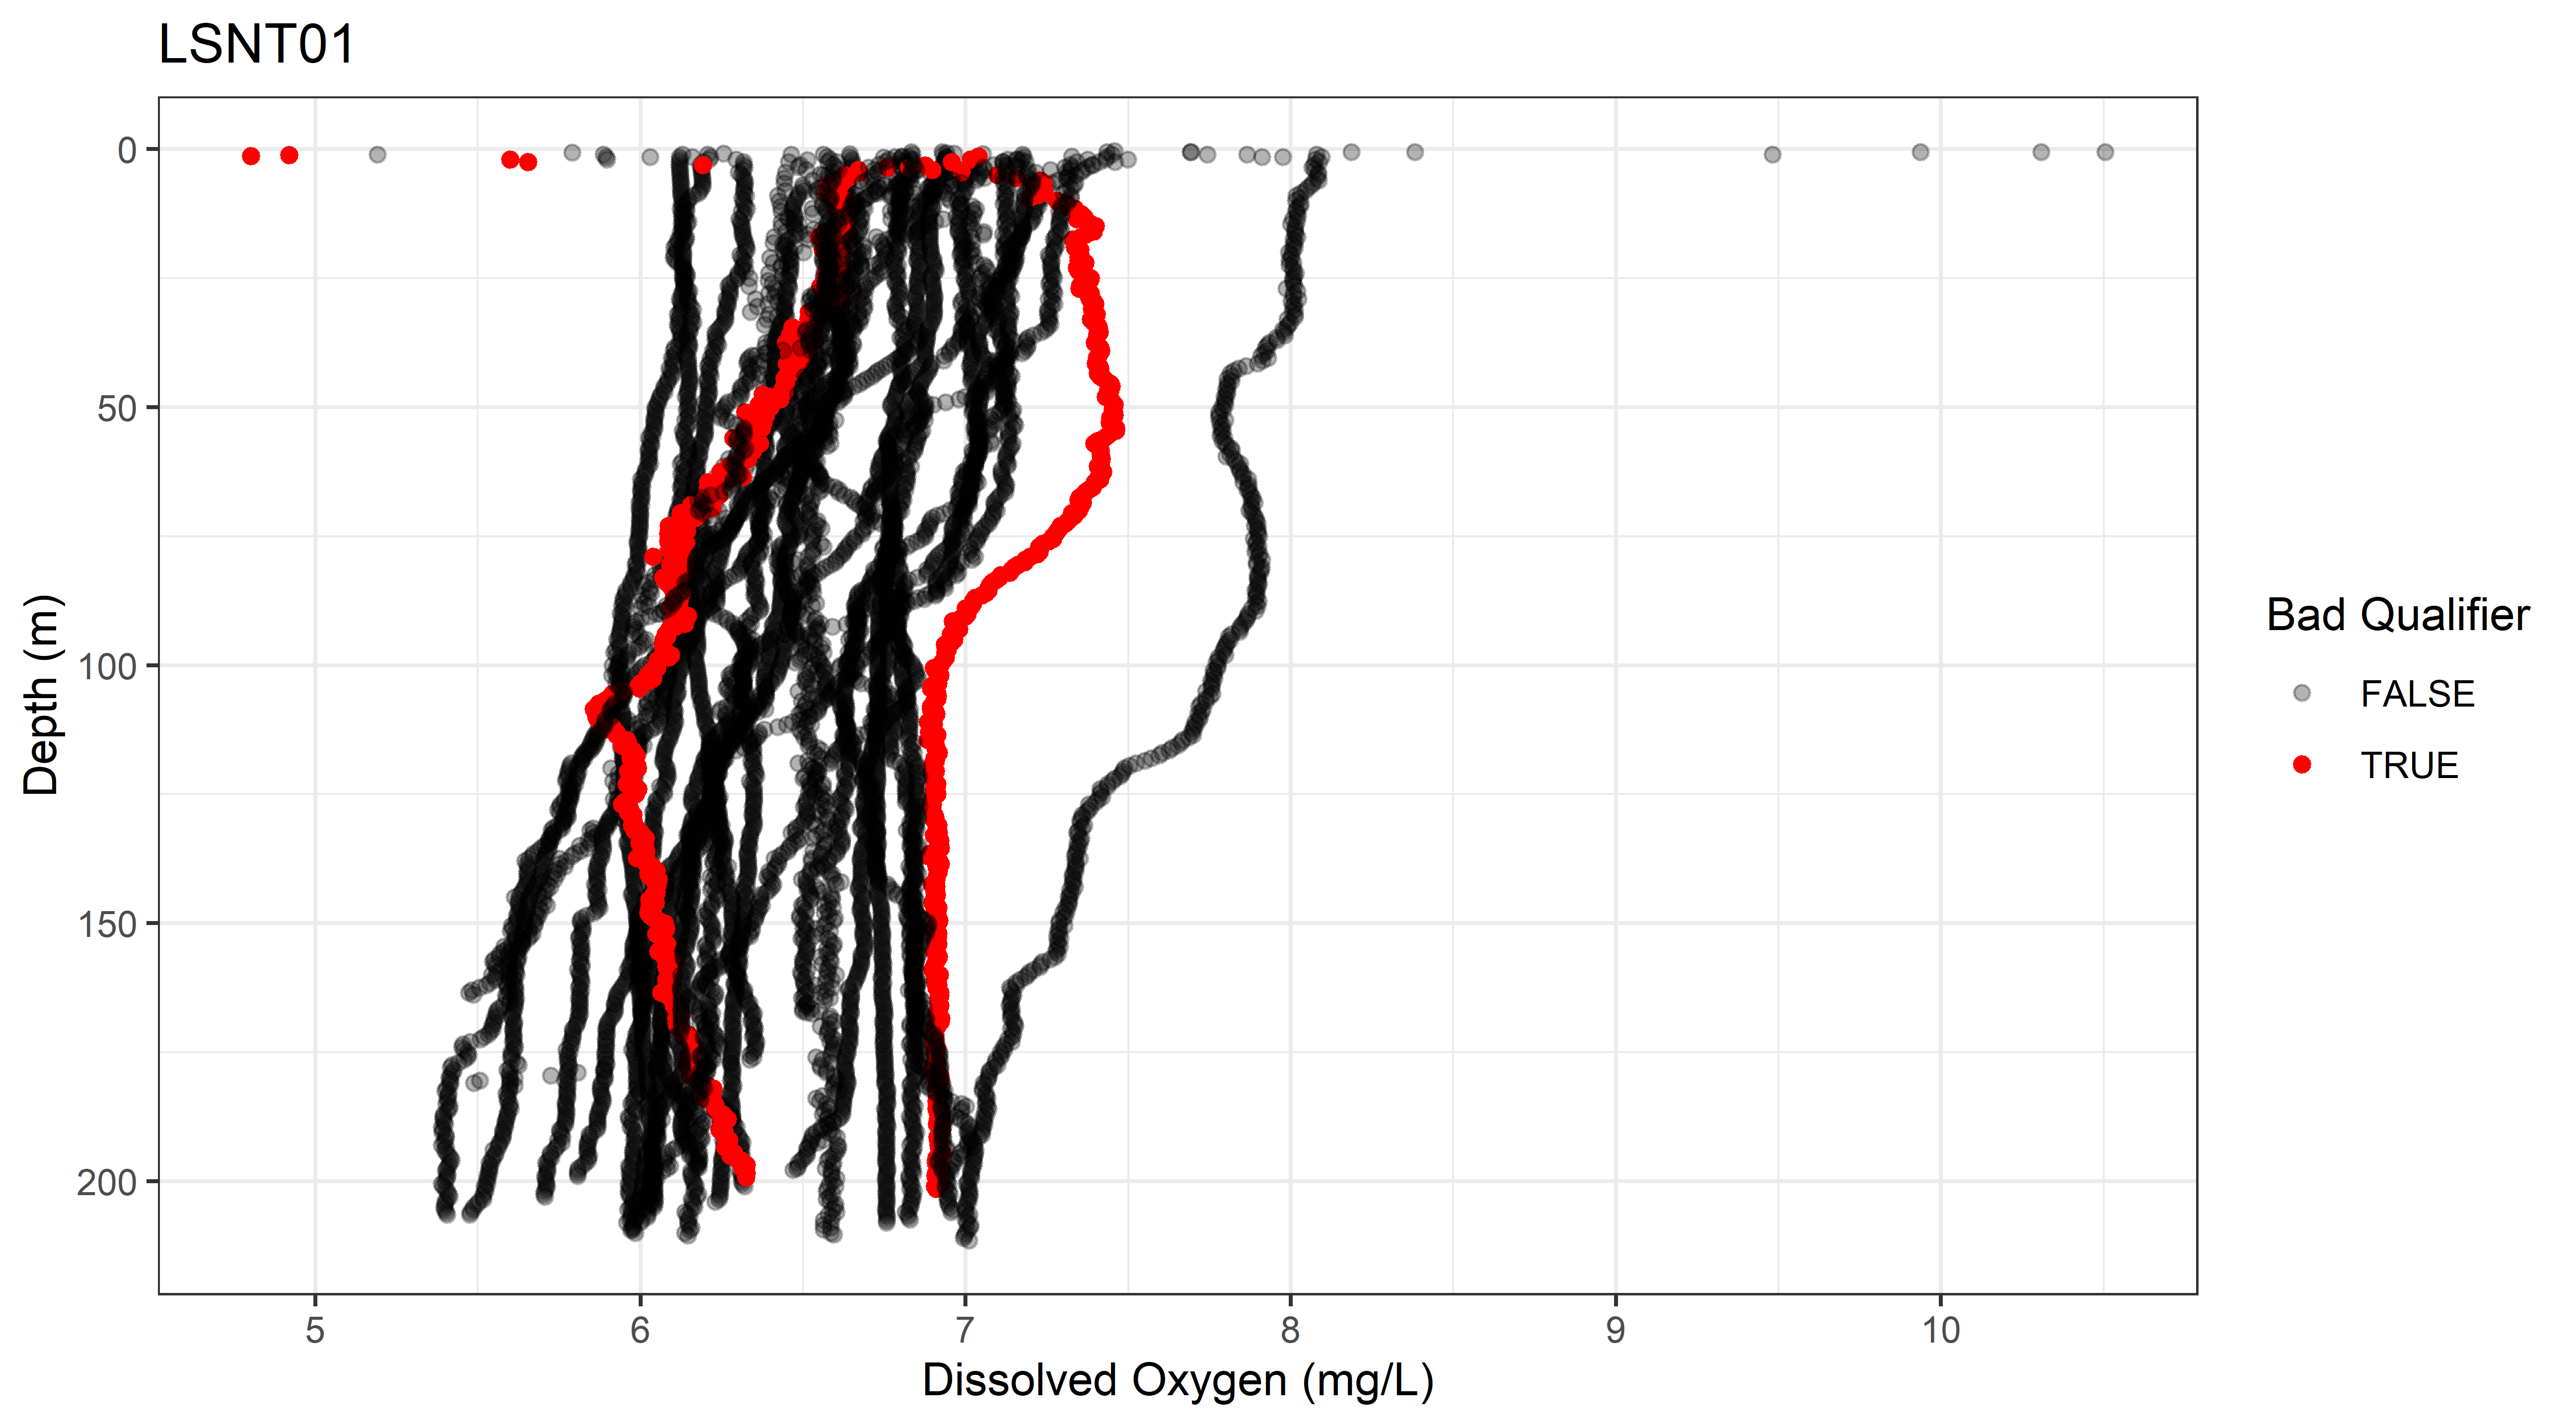 LSNT01
0
50
100
150
200
Depth (m)
5 6 7 8 9 10
Dissolved Oxygen (mg/L)
Bad Qualifier
FALSE
TRUE